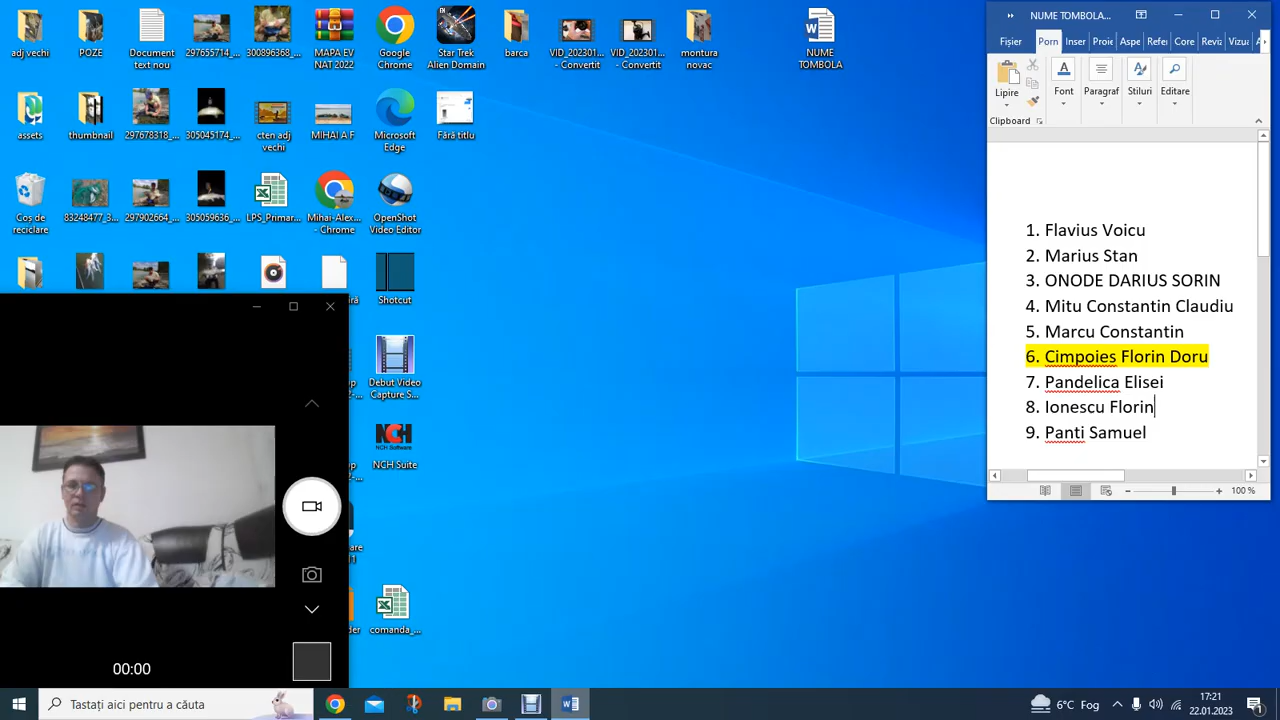 adj vechi
POZE
Document text nou
297655714_...
300896368_...
MAPA EV NAT 2022
Google Chrome
Star Trek Alien Domain
barca
VID_202301... - Convertit
VID_202301... - Convertit
montura novac
NUME TOMBOLA
assets
thumbnail
297678318_...
305045174_...
cten adj vechi
MIHAI A F
Microsoft Edge
Fără titlu
Coș de reciclare
83248477_3...
297902664_...
305059636_...
LPS_Primar...
Mihai-Alex... - Chrome
OpenShot Video Editor
Shotcut
Debut Video Capture S...
NCH
NCH Software
NCH Suite
comanda_...
00:00
NUME TOMBOLA...
Fișier
Porn
Inser
Proie
Aspe
Refe
Core
Reviz
Vizua
Lipire
Font
Paragraf
Stiluri
Editare
Clipboard
1. Flavius Voicu
2. Marius Stan
3. ONODE DARIUS SORIN
4. Mitu Constantin Claudiu
5. Marcu Constantin
6. Cimpoies Florin Doru
7. Pandelica Elisei
8. Ionescu Florin
9. Panti Samuel
100 %
Tastați aici pentru a căuta
6°C Fog
17:21
22.01.2023